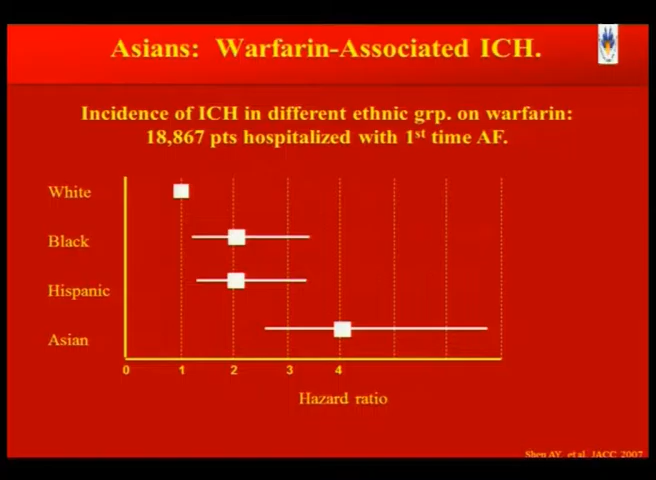 Asians: Warfarin-Associated ICH.
Incidence of ICH in different ethnic grp. on warfarin:
18,867 pts hospitalized with 1st time AF.
White
Black
Hispanic
Asian
0 1 2 3 4
Hazard ratio
Shen AY, et al. JACC 2007